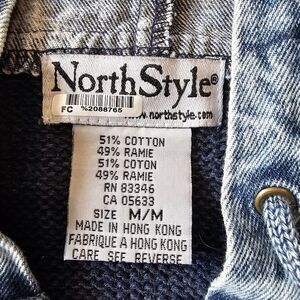 NorthStyle®
FC %2088765
www.northstyle.com
51% COTTON
49% RAMIE
51% COTON
49% RAMIE
RN 83346
CA 05633
SIZE M/M
MADE IN HONG KONG
FABRIQUE A HONG KONG
CARE SEE REVERSE